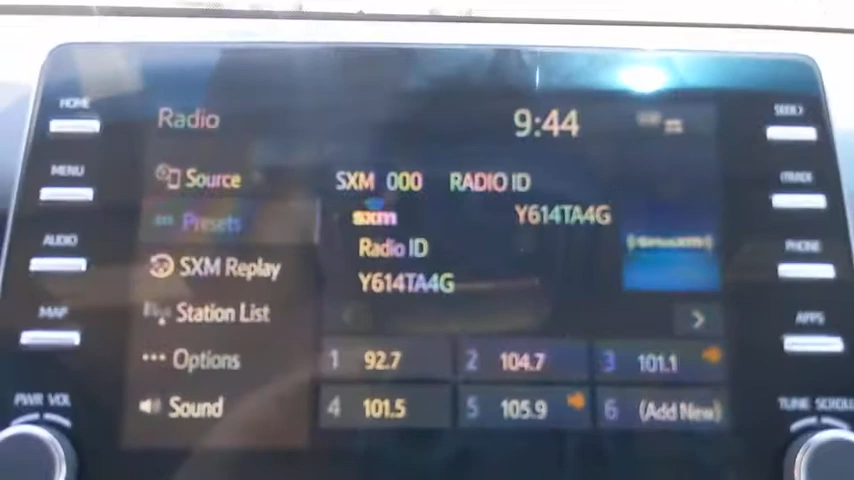 HOME
Radio
9:44
SEEK
MENU
Source
SXM 000 RADIO ID
TRACK
Presets
sxm
Y614TA4G
AUDIO
Radio ID
SiriusXM
PHONE
SXM Replay
Y614TA4G
MAP
Station List
APPS
Options
1 92.7
2 104.7
3 101.1
PWR VOL
Sound
4 101.5
5 105.9
6 (Add New)
TUNE SCROLL